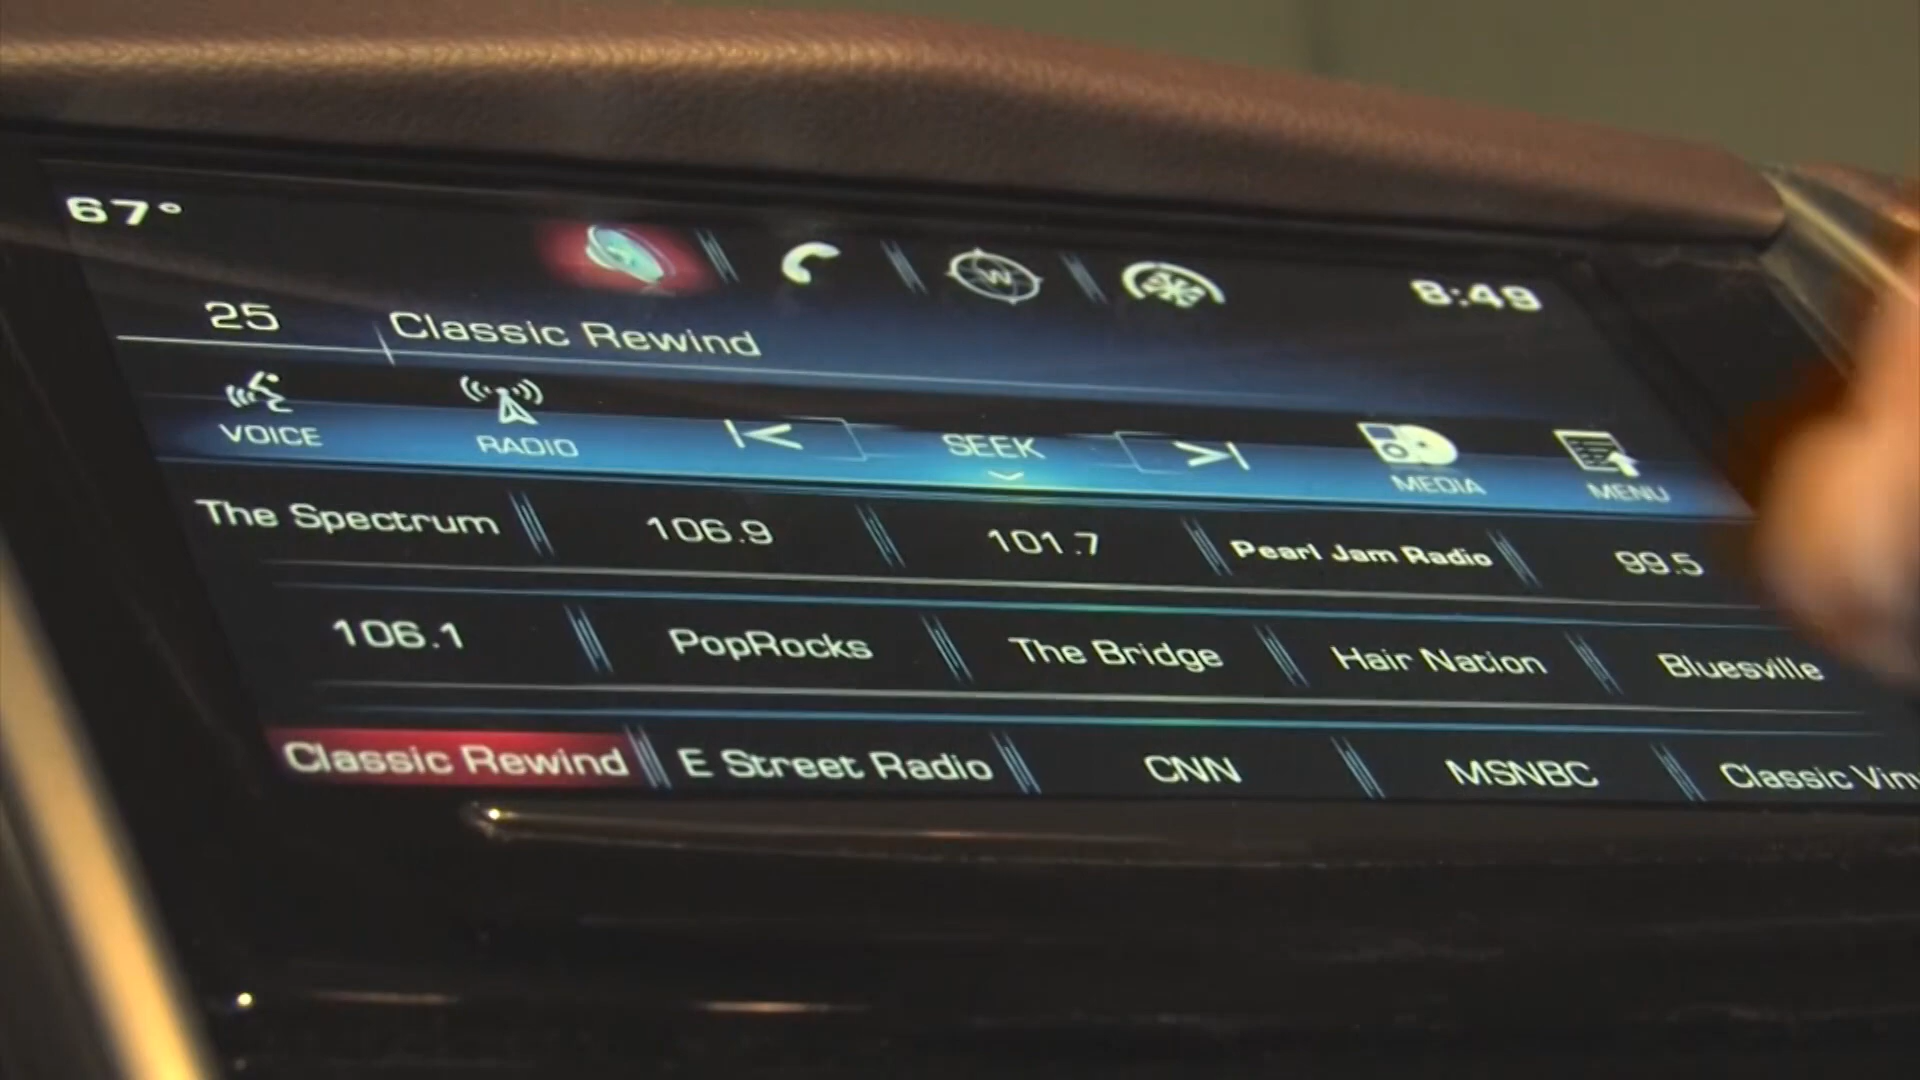 67°
W
8:49
25 Classic Rewind
VOICE RADIO SEEK MEDIA MENU
The Spectrum 106.9 101.7 Pearl Jam Radio 99.5
106.1 PopRocks The Bridge Hair Nation Bluesville
Classic Rewind E Street Radio CNN MSNBC Classic Viny